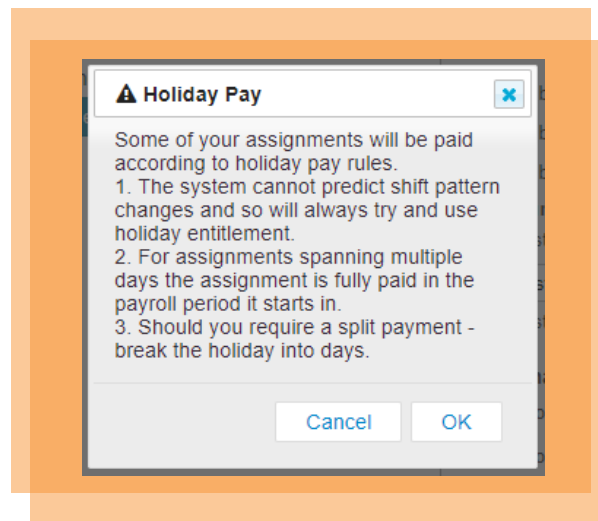 Holiday Pay
Some of your assignments will be paid
according to holiday pay rules.
1. The system cannot predict shift pattern
changes and so will always try and use
holiday entitlement.
2. For assignments spanning multiple
days the assignment is fully paid in the
payroll period it starts in.
3. Should you require a split payment -
break the holiday into days.
Cancel OK